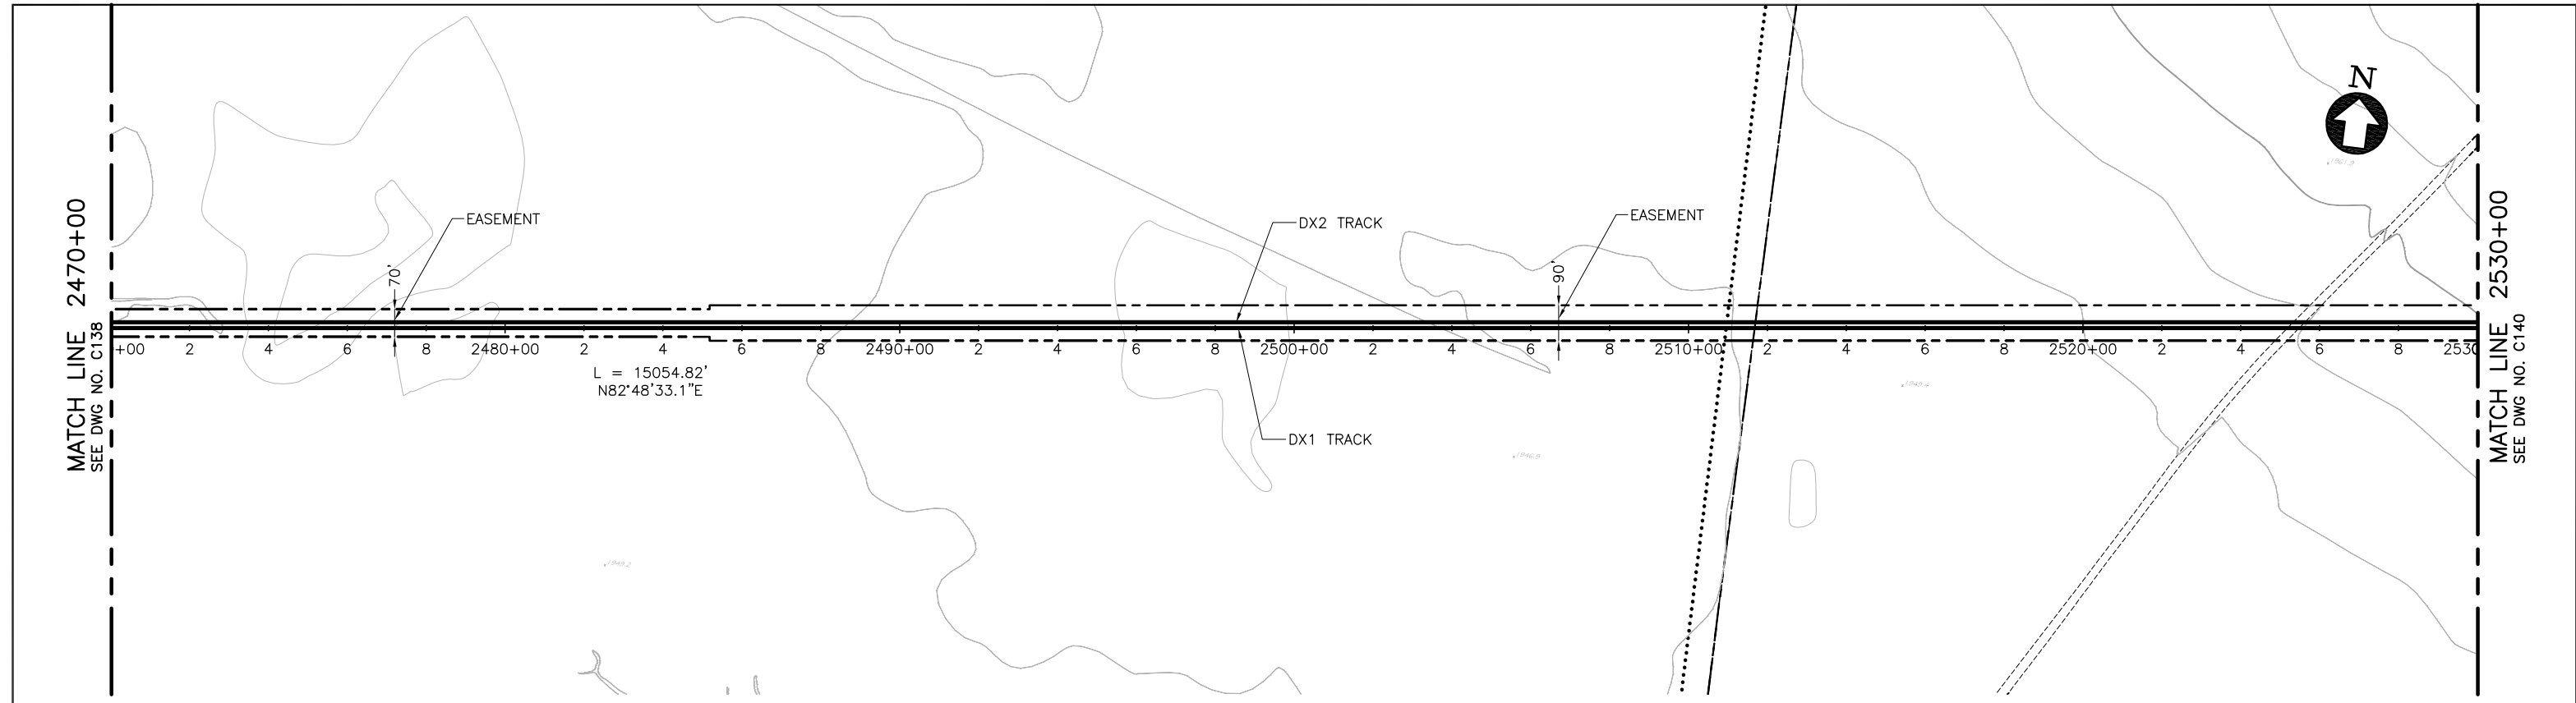 N
EASEMENT
DX2 TRACK
EASEMENT
70'
90'
MATCH LINE 2470+00
SEE DWG NO. C138
+00 2 4 6 8 2480+00 2 4 6 8 2490+00 2 4 6 8 2500+00 2 4 6 8 2510+00 2 4 6 8 2520+00 2 4 6 8 2530
L = 15054.82'
N82°48'33.1"E
DX1 TRACK
MATCH LINE 2530+00
SEE DWG NO. C140